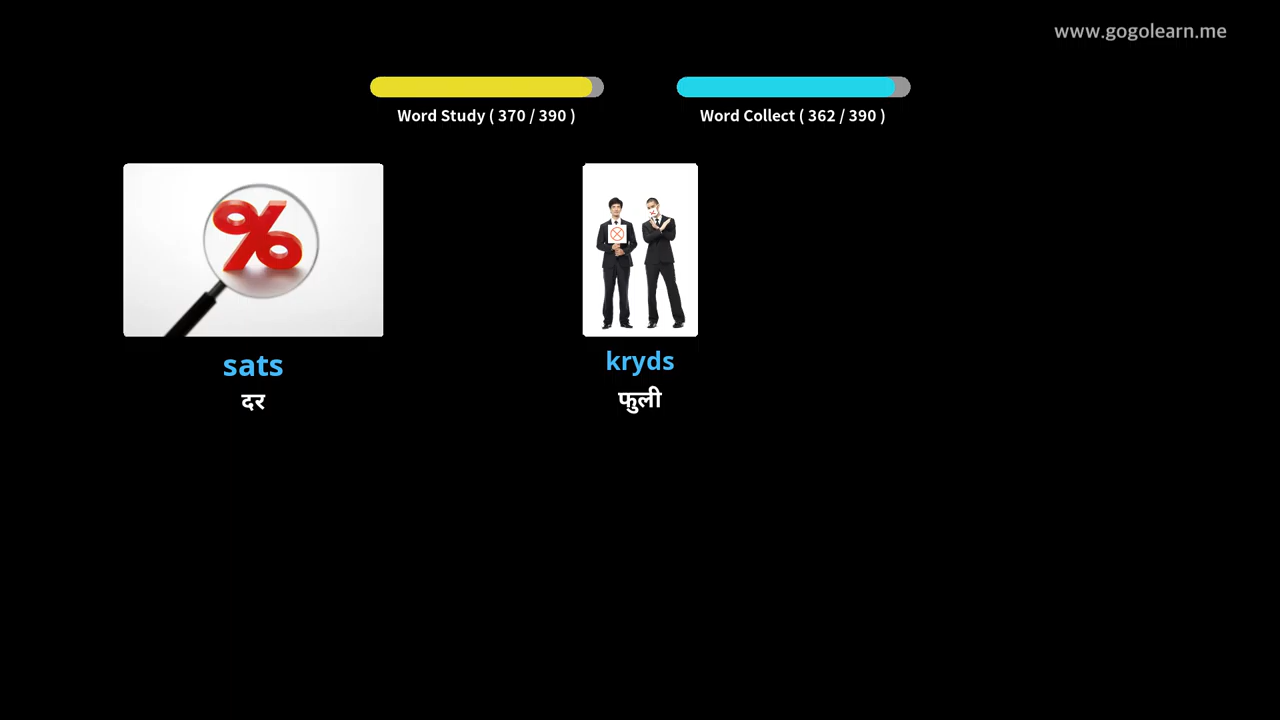 www.gogolearn.me
Word Study ( 370 / 390 )
Word Collect ( 362 / 390 )
sats
दर
kryds
फुली